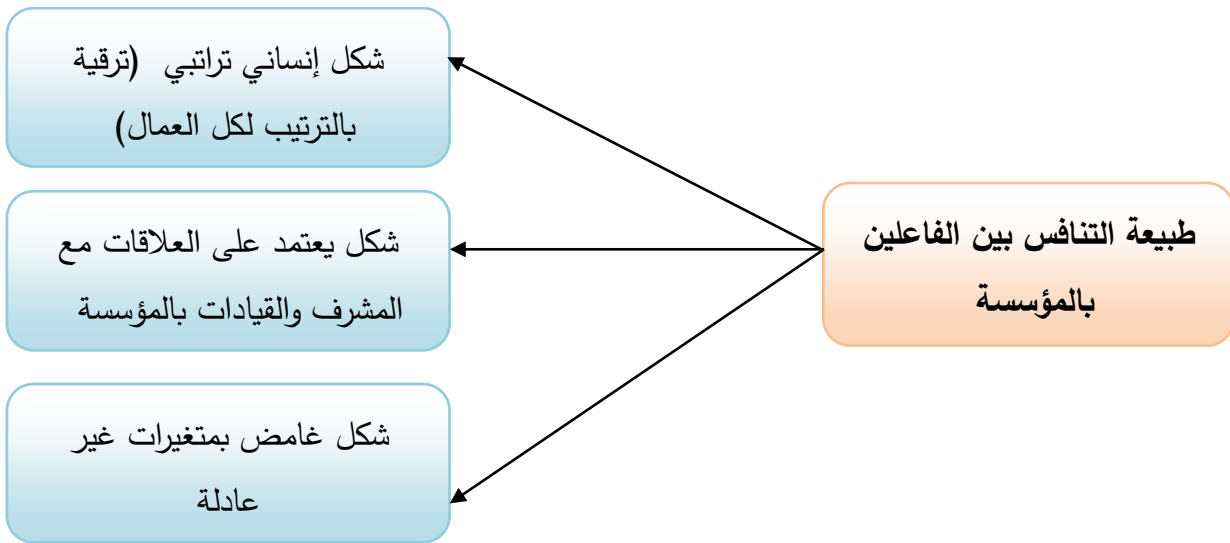 طبيعة التنافس بين الفاعلين
بالمؤسسة
شكل إنساني تراتبي (ترقية
بالترتيب لكل العمال)
شكل يعتمد على العلاقات مع
المشرف والقيادات بالمؤسسة
شكل غامض بمتغيرات غير
عادلة